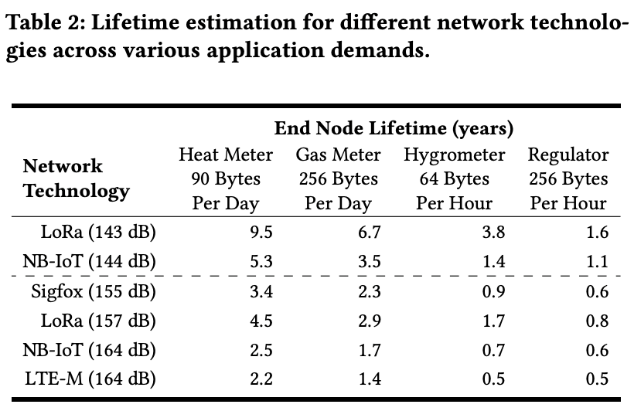 Table 2: Lifetime estimation for different network technolo-
gies across various application demands.
End Node Lifetime (years)
Network Technology Heat Meter Gas Meter Hygrometer Regulator
90 Bytes 256 Bytes 64 Bytes 256 Bytes
Per Day Per Day Per Hour Per Hour
LoRa (143 dB) 9.5 6.7 3.8 1.6
NB-IoT (144 dB) 5.3 3.5 1.4 1.1
Sigfox (155 dB) 3.4 2.3 0.9 0.6
LoRa (157 dB) 4.5 2.9 1.7 0.8
NB-IoT (164 dB) 2.5 1.7 0.7 0.6
LTE-M (164 dB) 2.2 1.4 0.5 0.5